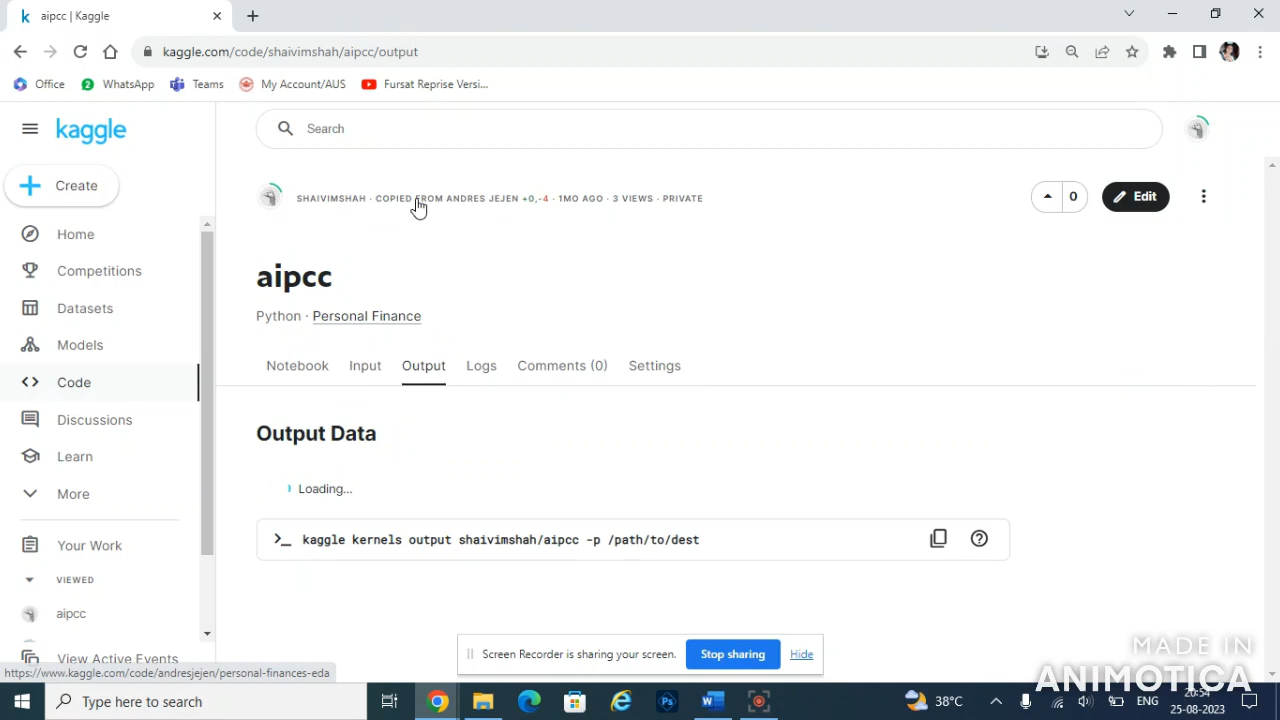 aipcc | Kaggle
kaggle.com/code/shaivimshah/aipcc/output
Office
2 WhatsApp
Teams
My Account/AUS
Fursat Reprise Versi...
kaggle
Search
Create
SHAIVIMSHAH · COPIED FROM ANDRES JEJEN +0,-4 · 1MO AGO · 3 VIEWS · PRIVATE
0
Edit
Home
Competitions
aipcc
Datasets
Python · Personal Finance
Models
Notebook
Input
Output
Logs
Comments (0)
Settings
Code
Discussions
Output Data
Learn
More
Loading...
Your Work
>_ kaggle kernels output shaivimshah/aipcc -p /path/to/dest
VIEWED
aipcc
View Active Events
Screen Recorder is sharing your screen.
Stop sharing
Hide
MADE IN
ANIMOTICA
https://www.kaggle.com/code/andresjejen/personal-finances-eda
Type here to search
38°C
ENG
20:54
25-08-2023